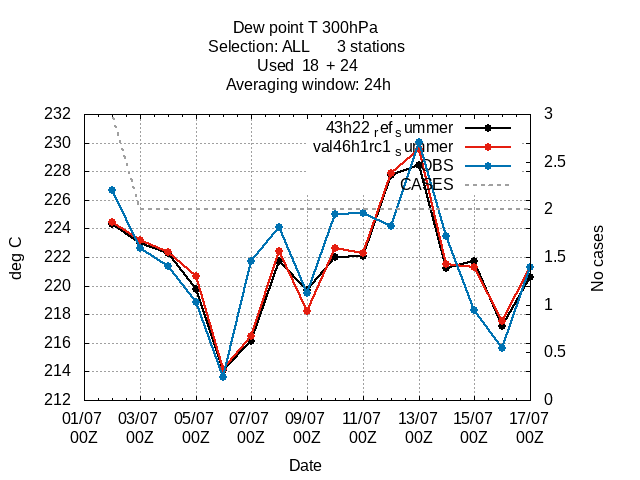 Dew point T 300hPa
Selection: ALL 3 stations
Used 18 + 24
Averaging window: 24h
232 3
43h22 ref summer
230
val46h1rc1 summer
228 2.5
OBS
226
CASES
224 2
222 1.5
220
218 1
216 0.5
214
212 0
deg C
No cases
01/07 03/07 05/07 07/07 09/07 11/07 13/07 15/07 17/07
00Z 00Z 00Z 00Z 00Z 00Z 00Z 00Z 00Z
Date